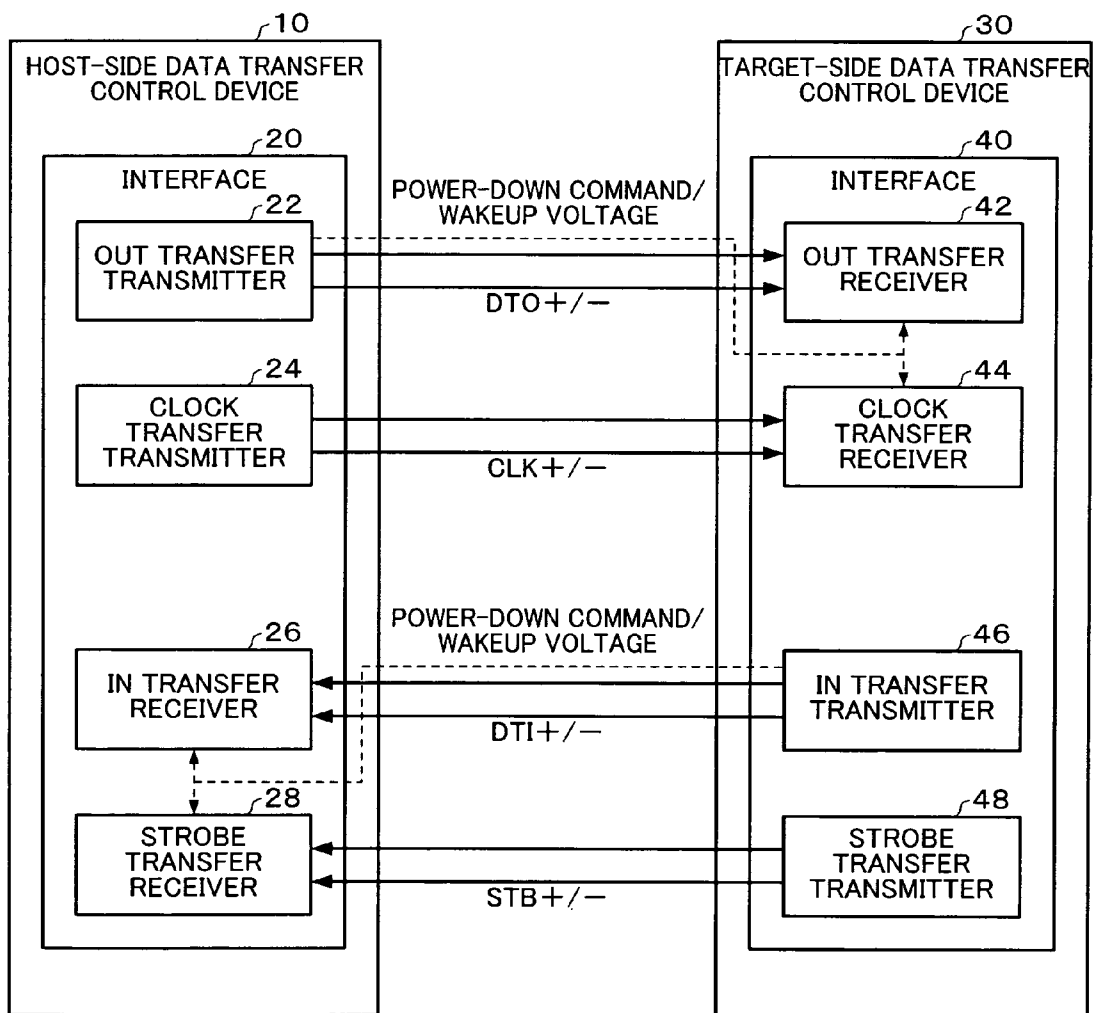 10
HOST-SIDE DATA TRANSFER
CONTROL DEVICE
20
INTERFACE
22
OUT TRANSFER
TRANSMITTER
24
CLOCK
TRANSFER
TRANSMITTER
26
IN TRANSFER
RECEIVER
28
STROBE
TRANSFER
RECEIVER
POWER-DOWN COMMAND/
WAKEUP VOLTAGE
DTO+/-
CLK+/-
POWER-DOWN COMMAND/
WAKEUP VOLTAGE
DTI+/-
STB+/-
30
TARGET-SIDE DATA TRANSFER
CONTROL DEVICE
40
INTERFACE
42
OUT TRANSFER
RECEIVER
44
CLOCK
TRANSFER
RECEIVER
46
IN TRANSFER
TRANSMITTER
48
STROBE
TRANSFER
TRANSMITTER